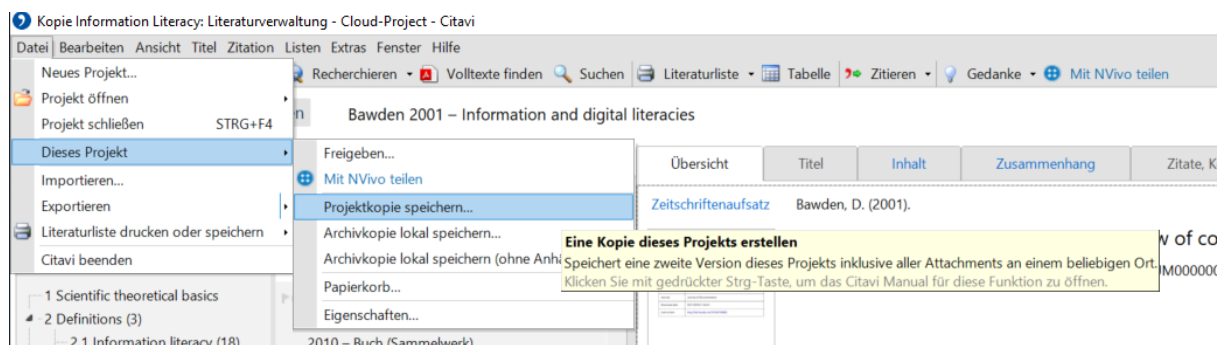 Kopie Information Literacy: Literaturverwaltung - Cloud-Project - Citavi
Datei Bearbeiten Ansicht Titel Zitation Listen Extras Fenster Hilfe
Recherchieren Volltexte finden Suchen Literaturliste Tabelle Zitieren Gedanke Mit NVivo teilen
Neues Projekt...
Projekt öffnen
Projekt schließen STRG+F4
Dieses Projekt
Importieren...
Exportieren
Literaturliste drucken oder speichern
Citavi beenden
Bawden 2001 – Information and digital literacies
Freigeben...
Mit NVivo teilen
Projektkopie speichern...
Archivkopie lokal speichern...
Archivkopie lokal speichern (ohne Anhä
Papierkorb...
Eigenschaften...
Übersicht Titel Inhalt Zusammenhang Zitate, K
Zeitschriftenaufsatz Bawden, D. (2001).
w of co
Eine Kopie dieses Projekts erstellen
Speichert eine zweite Version dieses Projekts inklusive aller Attachments an einem beliebigen Ort.
Klicken Sie mit gedrückter Strg-Taste, um das Citavi Manual für diese Funktion zu öffnen.
1 Scientific theoretical basics
2 Definitions (3)
2.1 Information literacy (18)
2010 – Buch (Sammelwerk)